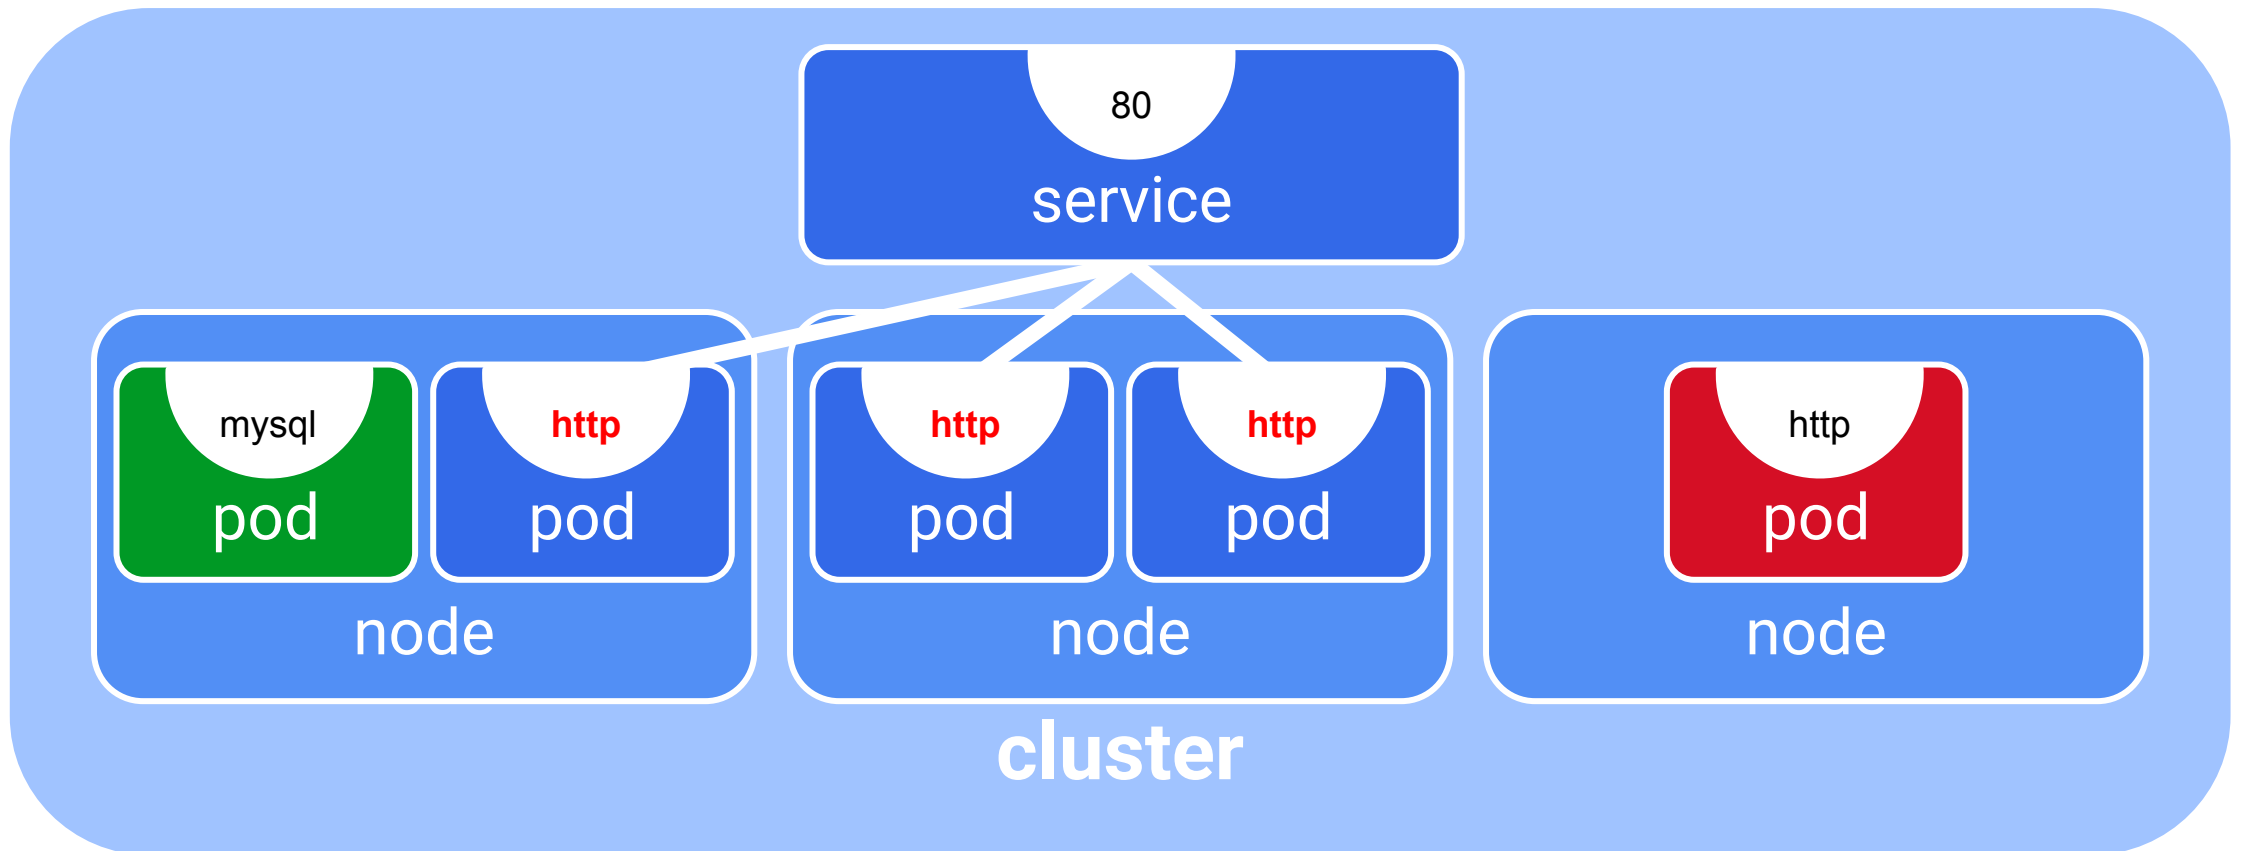 80
service
mysql
pod
http
pod
http
pod
http
pod
http
pod
node
node
node
cluster